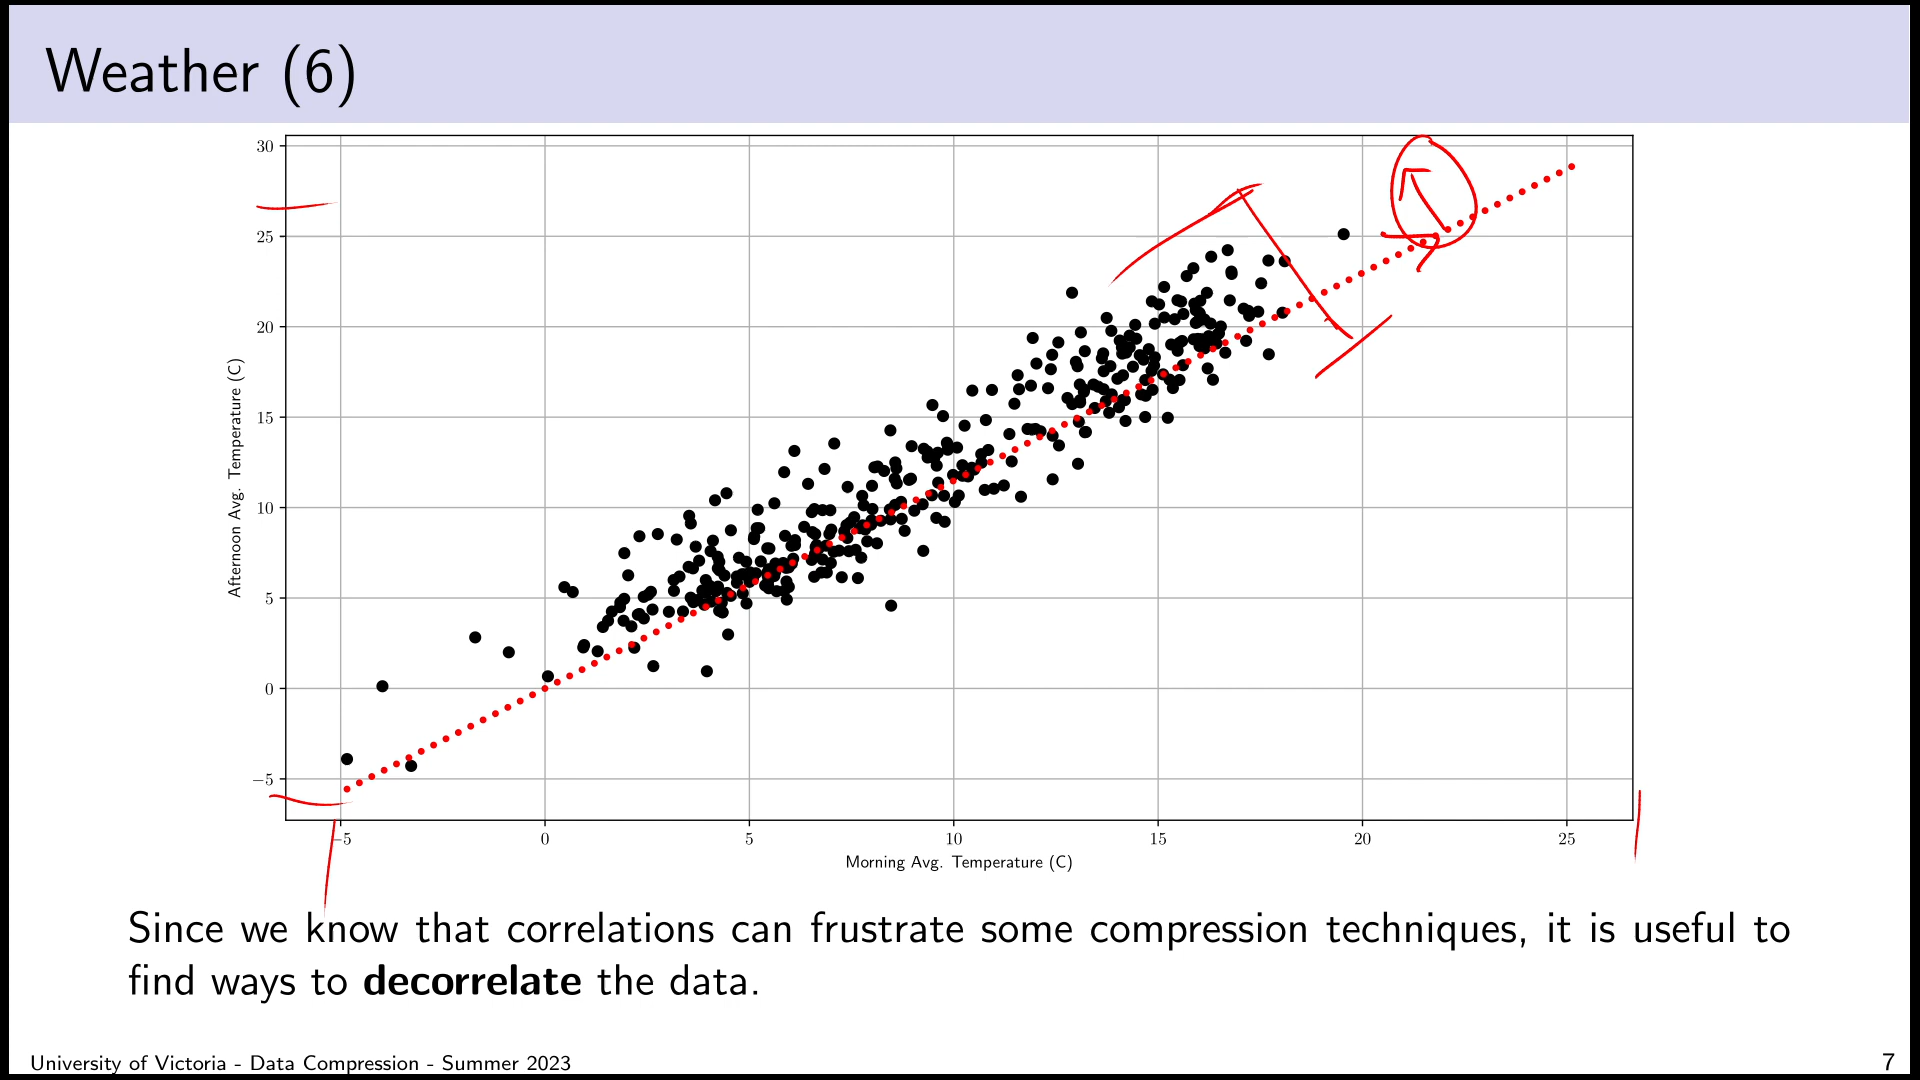 Weather (6)
30
25
20
15
10
5
0
−5
Afternoon Avg. Temperature (C)
−5 0 5 10 15 20 25
Morning Avg. Temperature (C)
Since we know that correlations can frustrate some compression techniques, it is useful to
find ways to decorrelate the data.
University of Victoria - Data Compression - Summer 2023
7